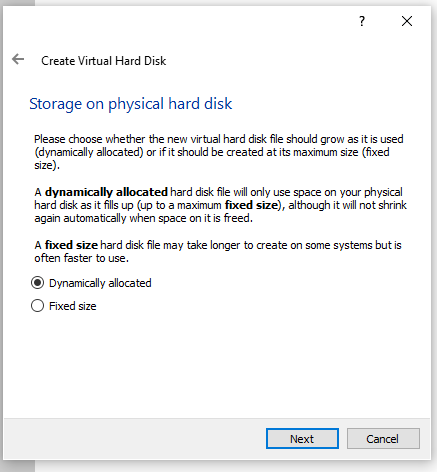 ?
Create Virtual Hard Disk
Storage on physical hard disk
Please choose whether the new virtual hard disk file should grow as it is used
(dynamically allocated) or if it should be created at its maximum size (fixed
size).
A dynamically allocated hard disk file will only use space on your physical
hard disk as it fills up (up to a maximum fixed size), although it will not shrink
again automatically when space on it is freed.
A fixed size hard disk file may take longer to create on some systems but is
often faster to use.
Dynamically allocated
Fixed size
Next Cancel